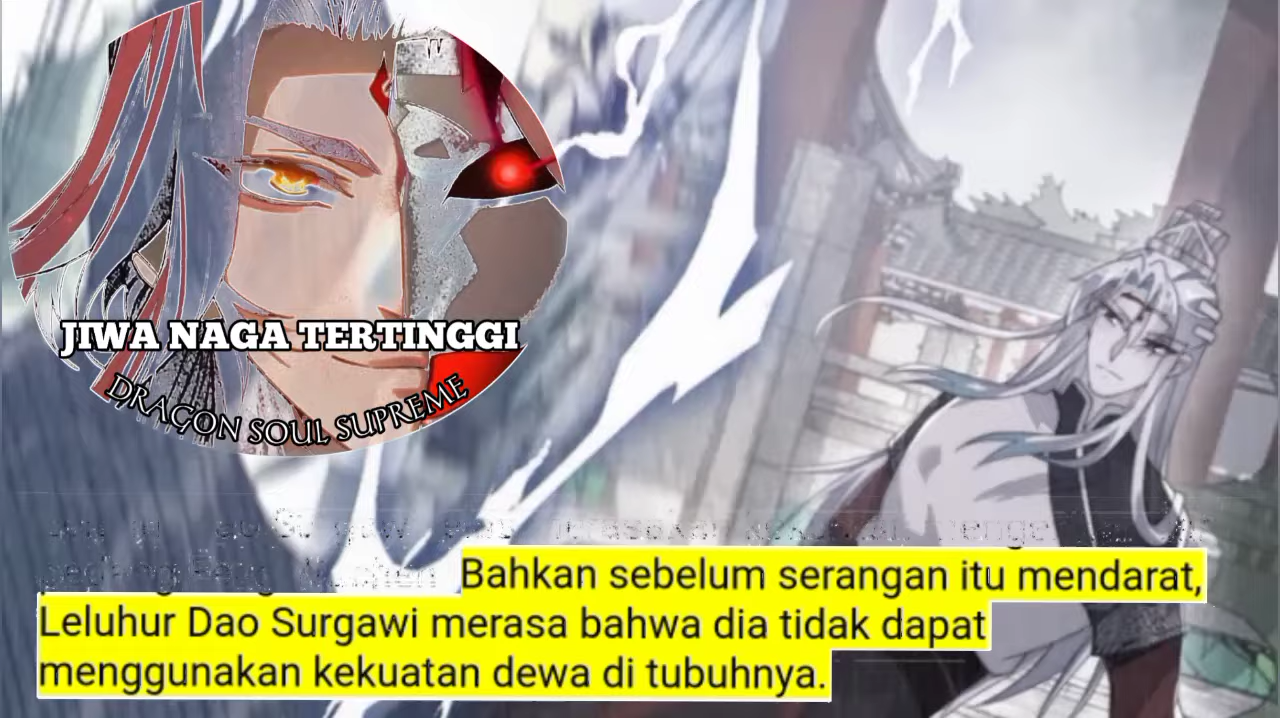 JIWA NAGA TERTINGGI
DRAGON SOUL SUPREME
Bahkan sebelum serangan itu mendarat,
Leluhur Dao Surgawi merasa bahwa dia tidak dapat
menggunakan kekuatan dewa di tubuhnya.